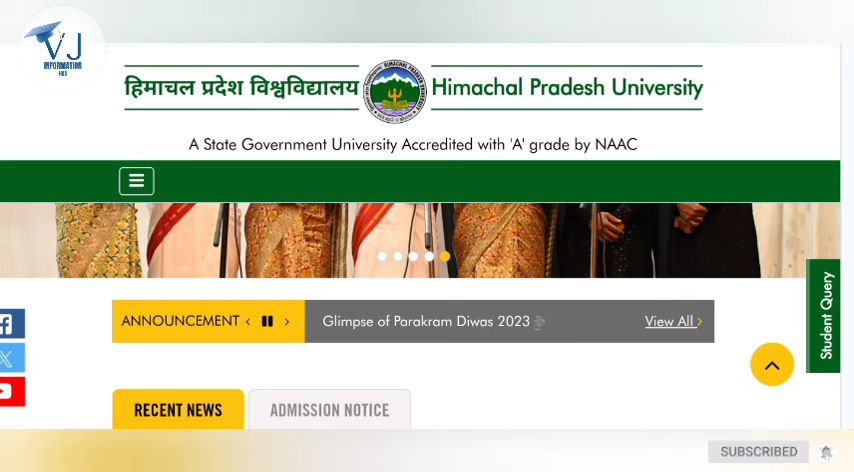 VJ
INFORMATION
HUB
हिमाचल प्रदेश विश्वविद्यालय
Himachal Pradesh University
A State Government University Accredited with 'A' grade by NAAC
ANNOUNCEMENT
Glimpse of Parakram Diwas 2023
View All
Student Query
RECENT NEWS
ADMISSION NOTICE
SUBSCRIBED